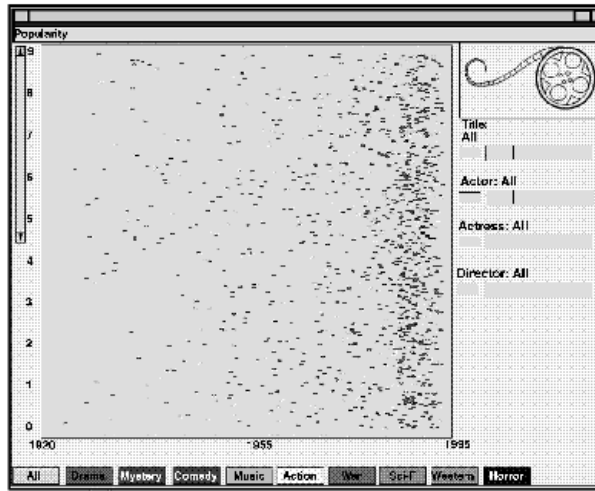 Popularity
9
8
7
6
5
4
3
2
1
0
1920 1955 1995
Title:
All
Actor: All
Actress: All
Director: All
All Drama Mystery Comedy Music Action War Sci-F Western Horror